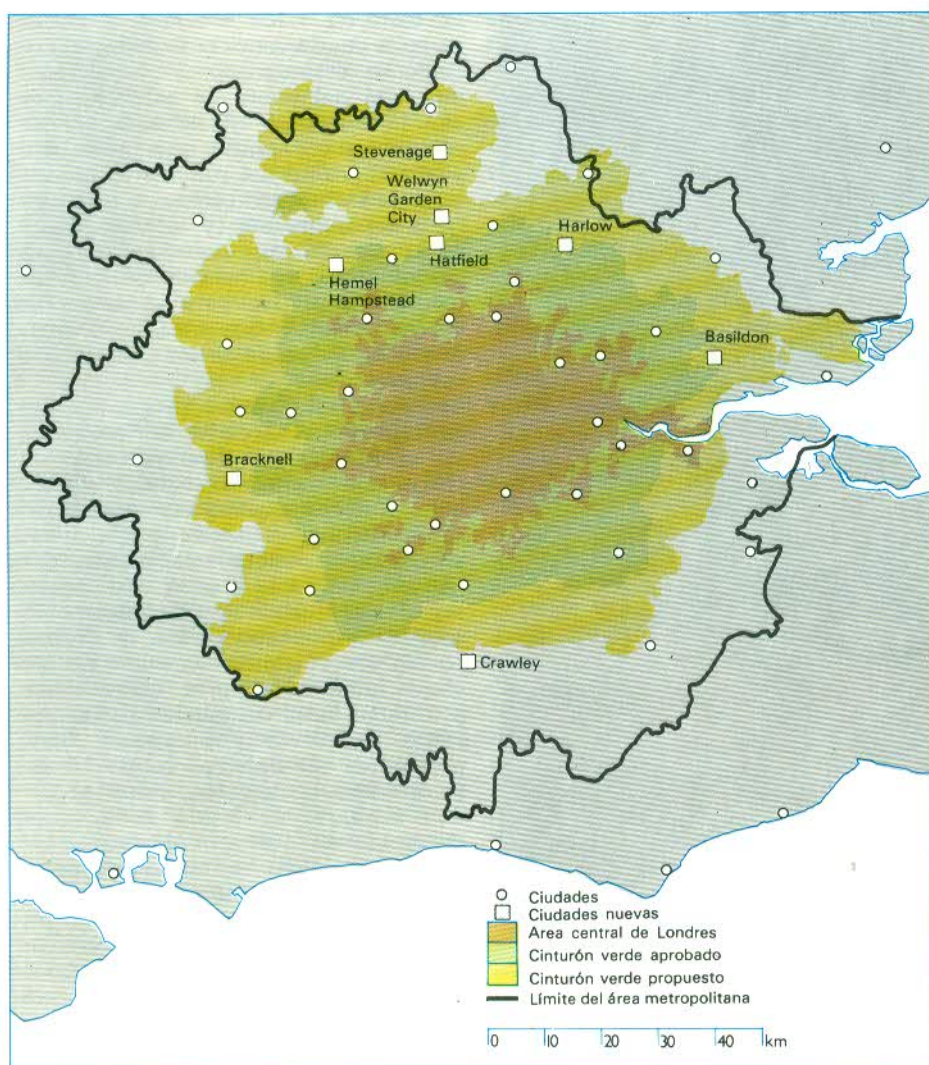 Stevenage
Welwyn
Garden
City
Hatfield
Harlow
Hemel
Hampstead
Basildon
Bracknell
Crawley
Ciudades
Ciudades nuevas
Area central de Londres
Cinturón verde aprobado
Cinturón verde propuesto
Límite del área metropolitana
0 10 20 30 40 km